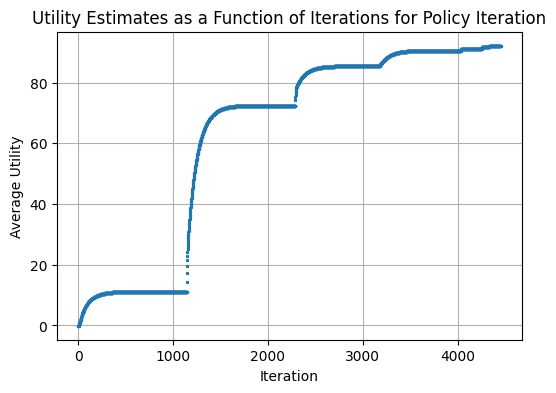 Utility Estimates as a Function of Iterations for Policy Iteration
80
60
40
20
0
Average Utility
0 1000 2000 3000 4000
Iteration